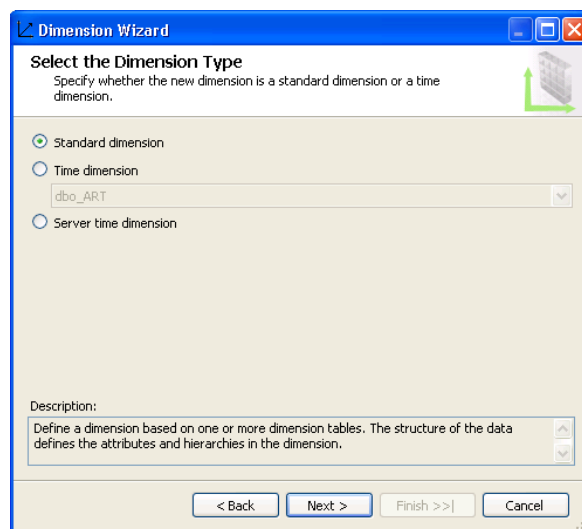 Dimension Wizard
Select the Dimension Type
Specify whether the new dimension is a standard dimension or a time
dimension.
Standard dimension
Time dimension
dbo_ART
Server time dimension
Description:
Define a dimension based on one or more dimension tables. The structure of the data
defines the attributes and hierarchies in the dimension.
< Back
Next >
Finish >>|
Cancel